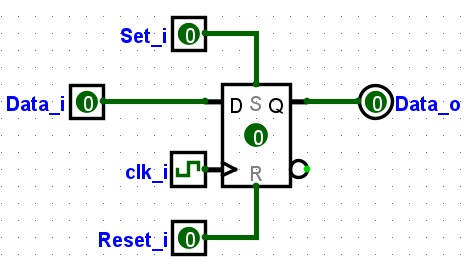 Set_i
0
Data_i
0
D S Q
0
Data_o
0
clk_i
R
Reset_i
0